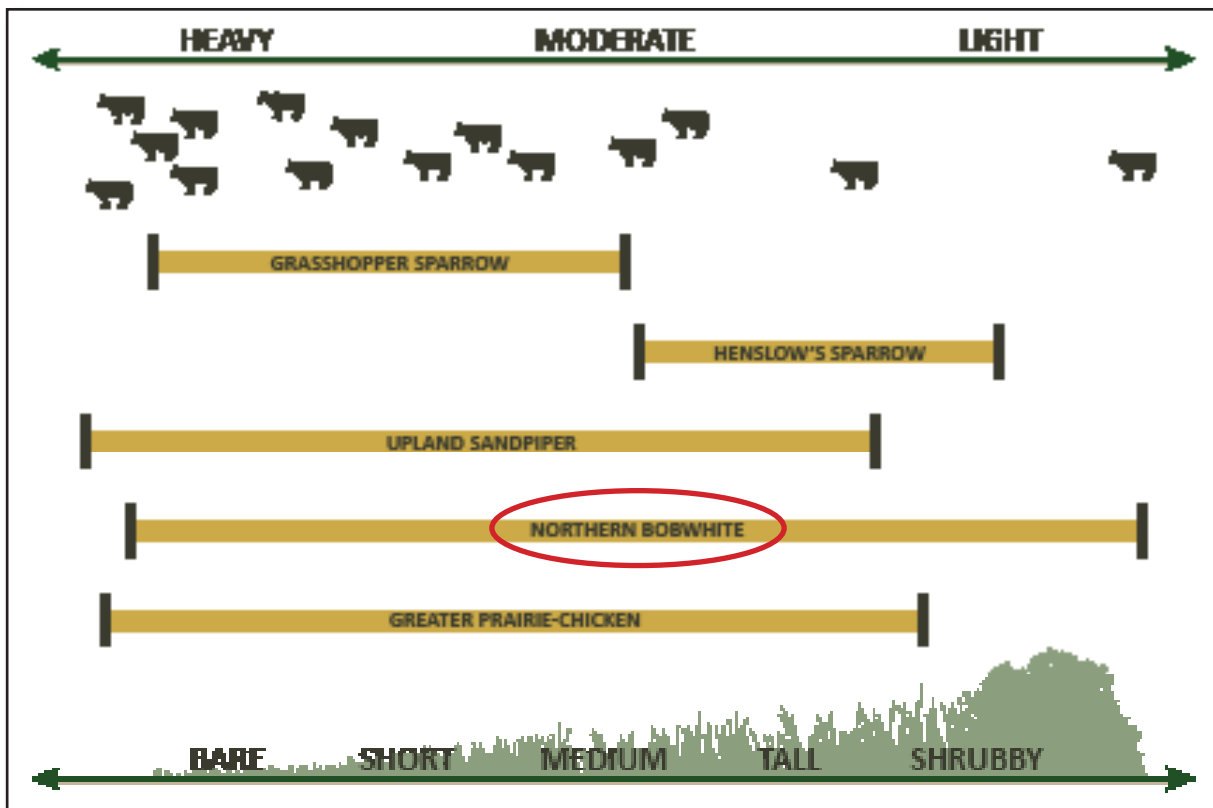 HEAVY MODERATE LIGHT
GRASSHOPPER SPARROW
HENSLOW"S SPARROW
UPLAND SANDPIPER
NORTHERN BOBWHITE
GREATER PRAIRIE-CHICKEN
BARE SHORT MEDIUM TALL SHRUBBY